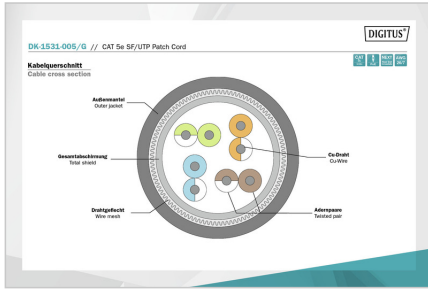 DIGITUS®
DK-1531-005/G // CAT 5e SF/UTP Patch Cord
Kabelquerschnitt
Cable cross section
Außenmantel
Outer jacket
Gesamtabschirmung
Total shield
Cu-Draht
Cu-Wire
Drahtgeflecht
Wire mesh
Adernpaare
Twisted pair